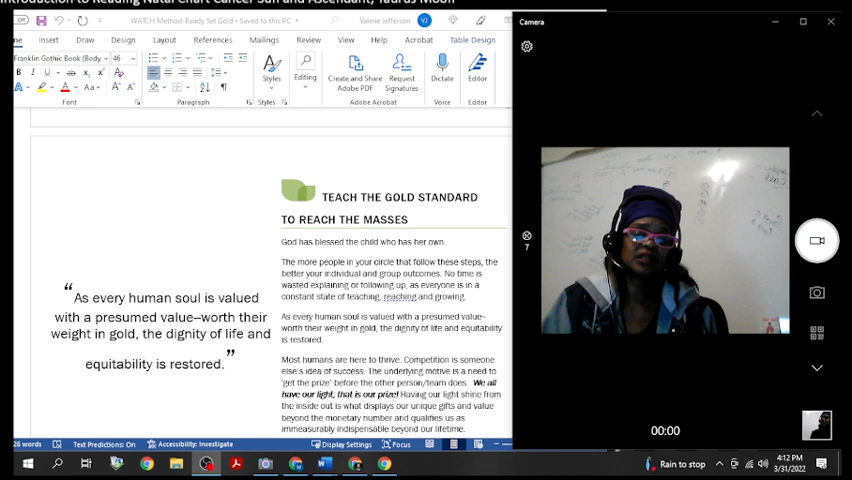 Introduction to Reading Natal Chart Cancer Sun and Ascendant, Taurus Moon
WATCH Method-Ready Set Gold • Saved to this PC
Valerie Jefferson
VJ
Layout
References
Mailings
Review
View
Help
Acrobat
Table Design
Franklin Gothic Book (Body
46
Styles
Editing
Create and Share
Adobe PDF
Request
Signatures
Dictate
Editor
Font
Paragraph
Styles
Adobe Acrobat
Voice
Editor
TEACH THE GOLD STANDARD
TO REACH THE MASSES
God has blessed the child who has her own.
The more people in your circle that follow these steps, the
better your individual and group outcomes. No time is
wasted explaining or following up, as everyone is in a
constant state of teaching, reaching and growing.
As every human soul is valued with a presumed value–
worth their weight in gold, the dignity of life and equitability
is restored.
Most humans are here to thrive. Competition is someone
else's idea of success. The underlying motive is a need to
'get the prize' before the other person/team does. We all
have our light, that is our prize! Having our light shine from
the inside out is what displays our unique gifts and value
beyond the monetary number and qualifies us as
immeasurably indispensable beyond our lifetime.
“As every human soul is valued
with a presumed value–worth their
weight in gold, the dignity of life and
equitability is restored.”
Camera
7
00:00
26 words
Text Predictions: On
Accessibility: Investigate
Display Settings
Focus
Rain to stop
4:12 PM
3/31/2022